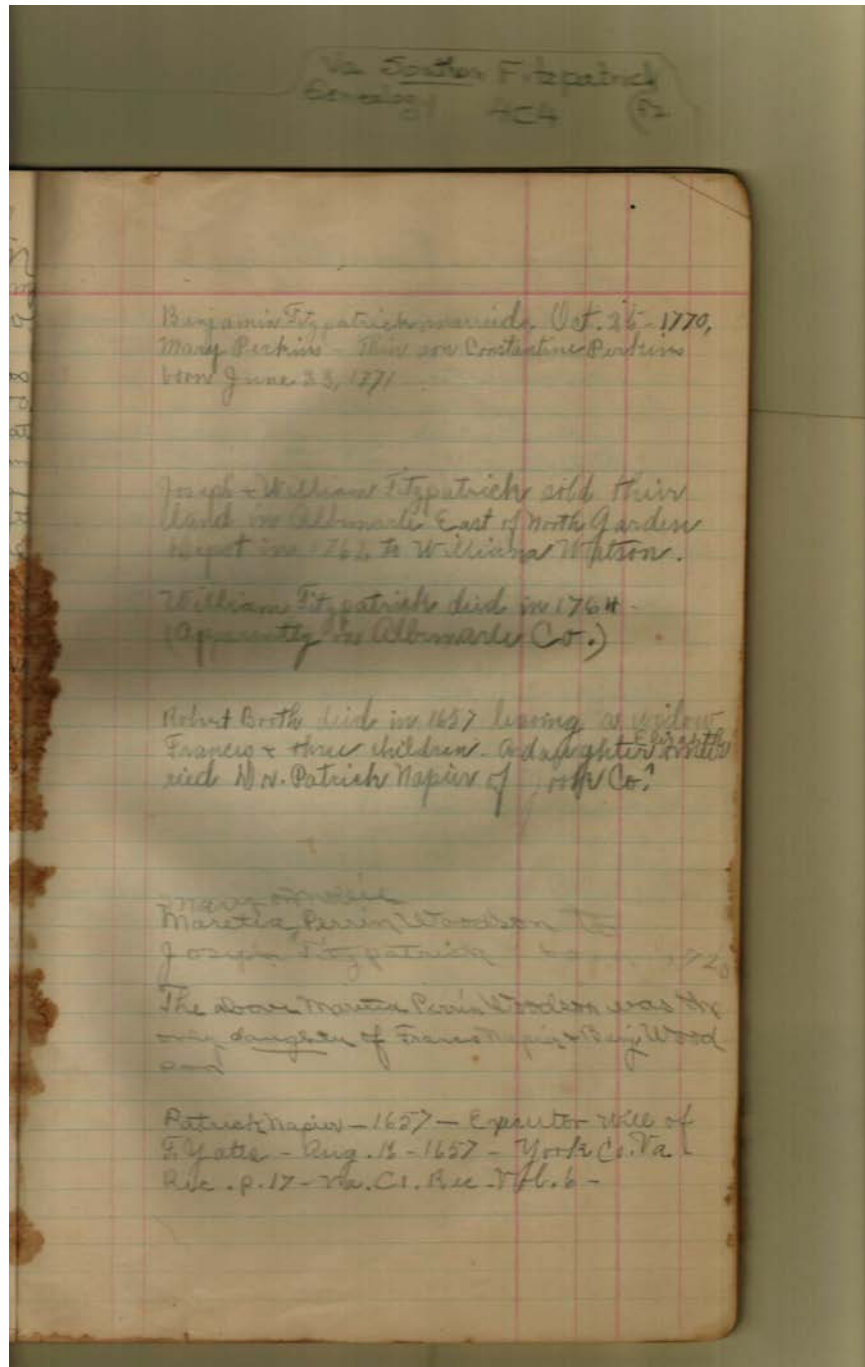 Va Southern Fitzpatrick
Genealogy 4C4
Benjamin Fitzpatrick married Oct. 25 - 1770,
Mary Perkins - Their son Constantine Perkins
born June 23, 1771
Joseph + William Fitzpatrick sold their
land in Albemarle East of North Garden
Depot in to William Watson.
William Fitzpatrick died in 1764 -
(Apparently in Albemarle Co.)
Robert Booth died in 1657 leaving a widow
Frances + three children. A daughter Elizabeth
Dr. Patrick Napier of York Co.
Mary
Maretta Perrin Woodson to
Joseph Fitzpatrick
The above Maretta Perrin Woodson was the
only daughter of Frances Napier + Benj. Wood
son
Patrick Napier - 1657 - Executor will of
F. Yates - Aug. - 1657 - York Co. Va.
Rec. p. 17 - Va. Rec. Vol. 6 -